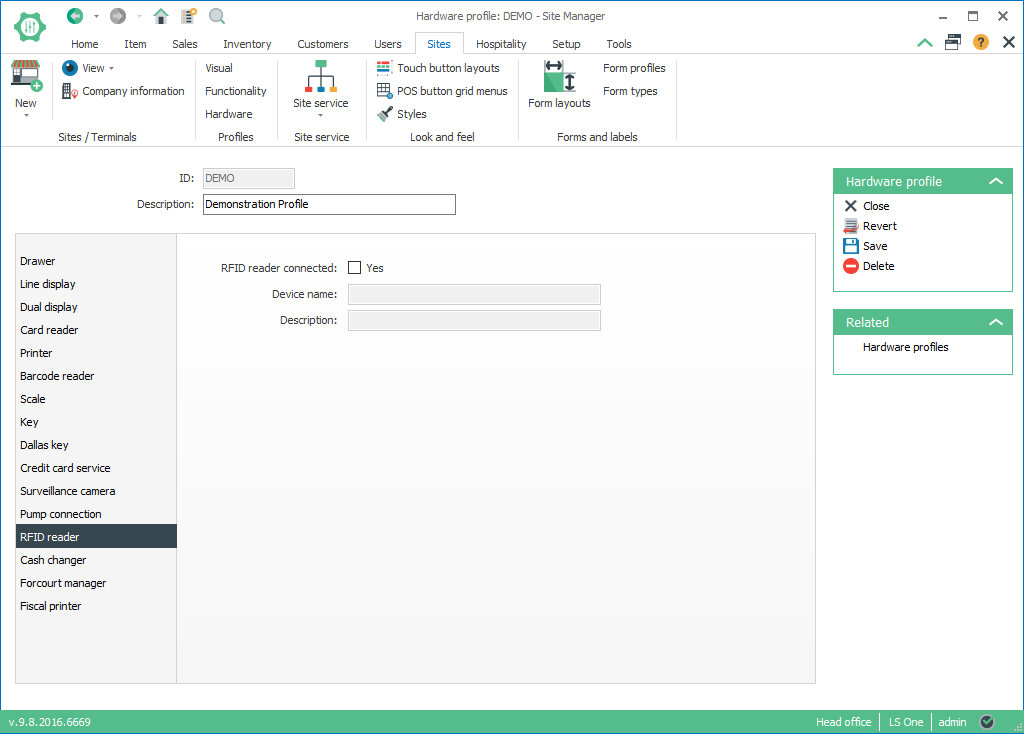 Hardware profile: DEMO - Site Manager
Home Item Sales Inventory Customers Users Sites Hospitality Setup Tools
New
View
Company information
Sites / Terminals
Visual
Functionality
Hardware
Profiles
Site service
Site service
Touch button layouts
POS button grid menus
Styles
Look and feel
Form layouts
Form profiles
Form types
Forms and labels
ID: DEMO
Description: Demonstration Profile
Drawer
Line display
Dual display
Card reader
Printer
Barcode reader
Scale
Key
Dallas key
Credit card service
Surveillance camera
Pump connection
RFID reader
Cash changer
Forcourt manager
Fiscal printer
RFID reader connected: Yes
Device name:
Description:
Hardware profile
Close
Revert
Save
Delete
Related
Hardware profiles
v.9.8.2016.6669
Head office LS One admin